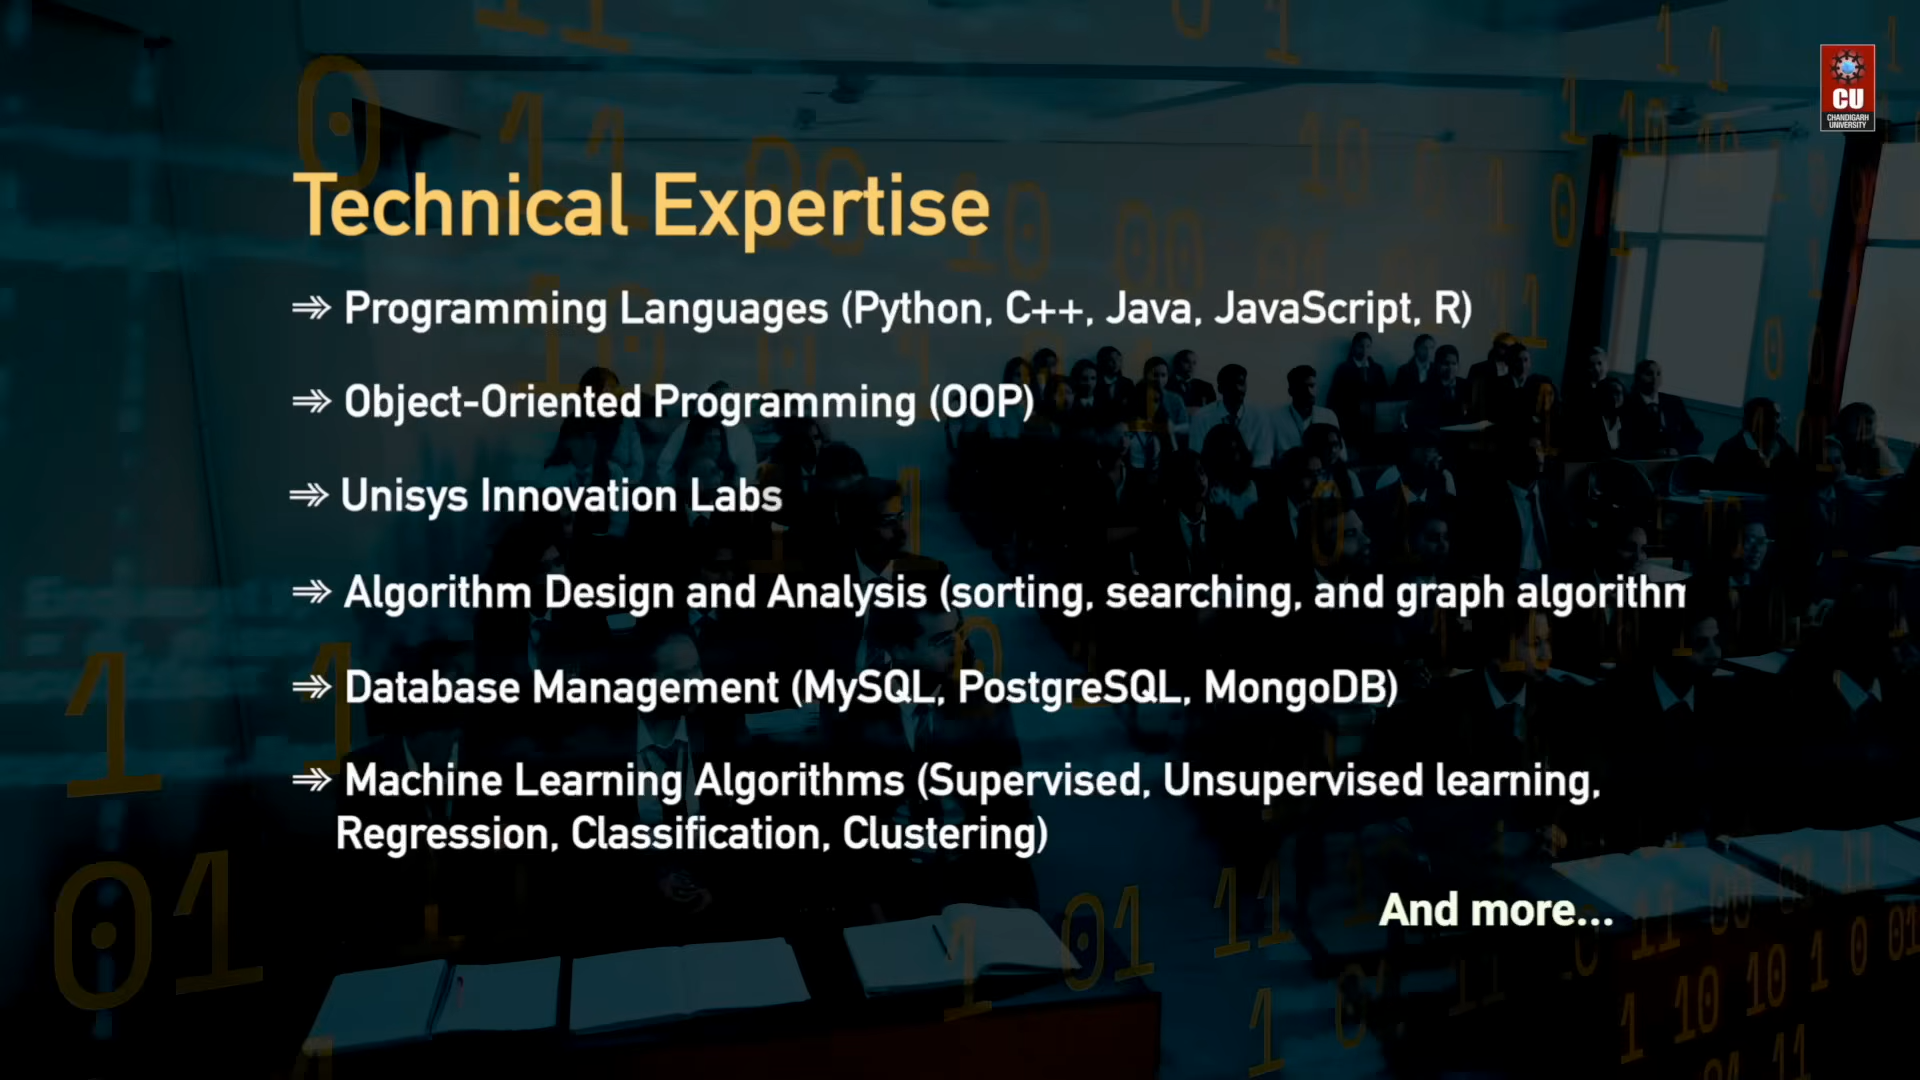 CU
CHANDIGARH
UNIVERSITY
Technical Expertise
⇒ Programming Languages (Python, C++, Java, JavaScript, R)
⇒ Object-Oriented Programming (OOP)
⇒ Unisys Innovation Labs
⇒ Algorithm Design and Analysis (sorting, searching, and graph
⇒ Database Management (MySQL, PostgreSQL, MongoDB)
⇒ Machine Learning Algorithms (Supervised, Unsupervised learning,
Regression, Classification, Clustering)
And more...